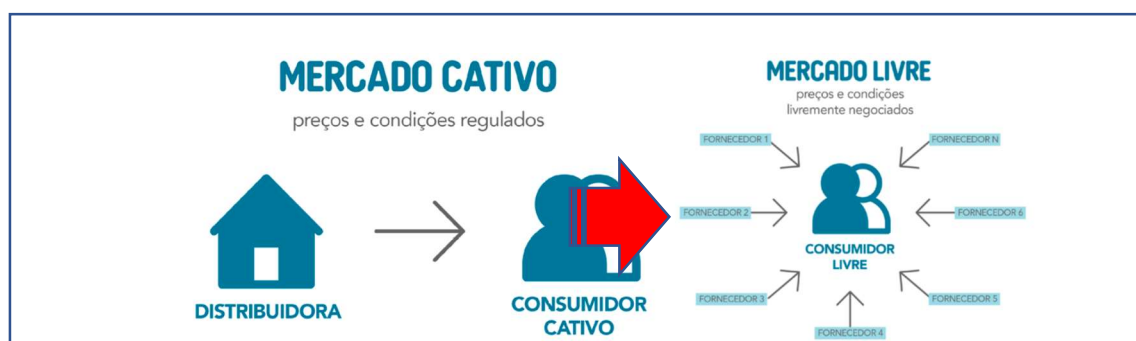 MERCADO CATIVO
preços e condições regulados
DISTRIBUIDORA
CONSUMIDOR
CATIVO
MERCADO LIVRE
preços e condições
livremente negociados
FORNECEDOR 1
FORNECEDOR N
FORNECEDOR 2
FORNECEDOR 6
CONSUMIDOR
LIVRE
FORNECEDOR 3
FORNECEDOR 5
FORNECEDOR 4